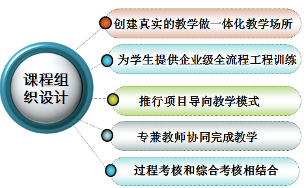 课程组
织设计
创建真实的教学做一体化教学场所
为学生提供企业级全流程工程训练
推行项目导向教学模式
专兼教师协同完成教学
过程考核和综合考核相结合